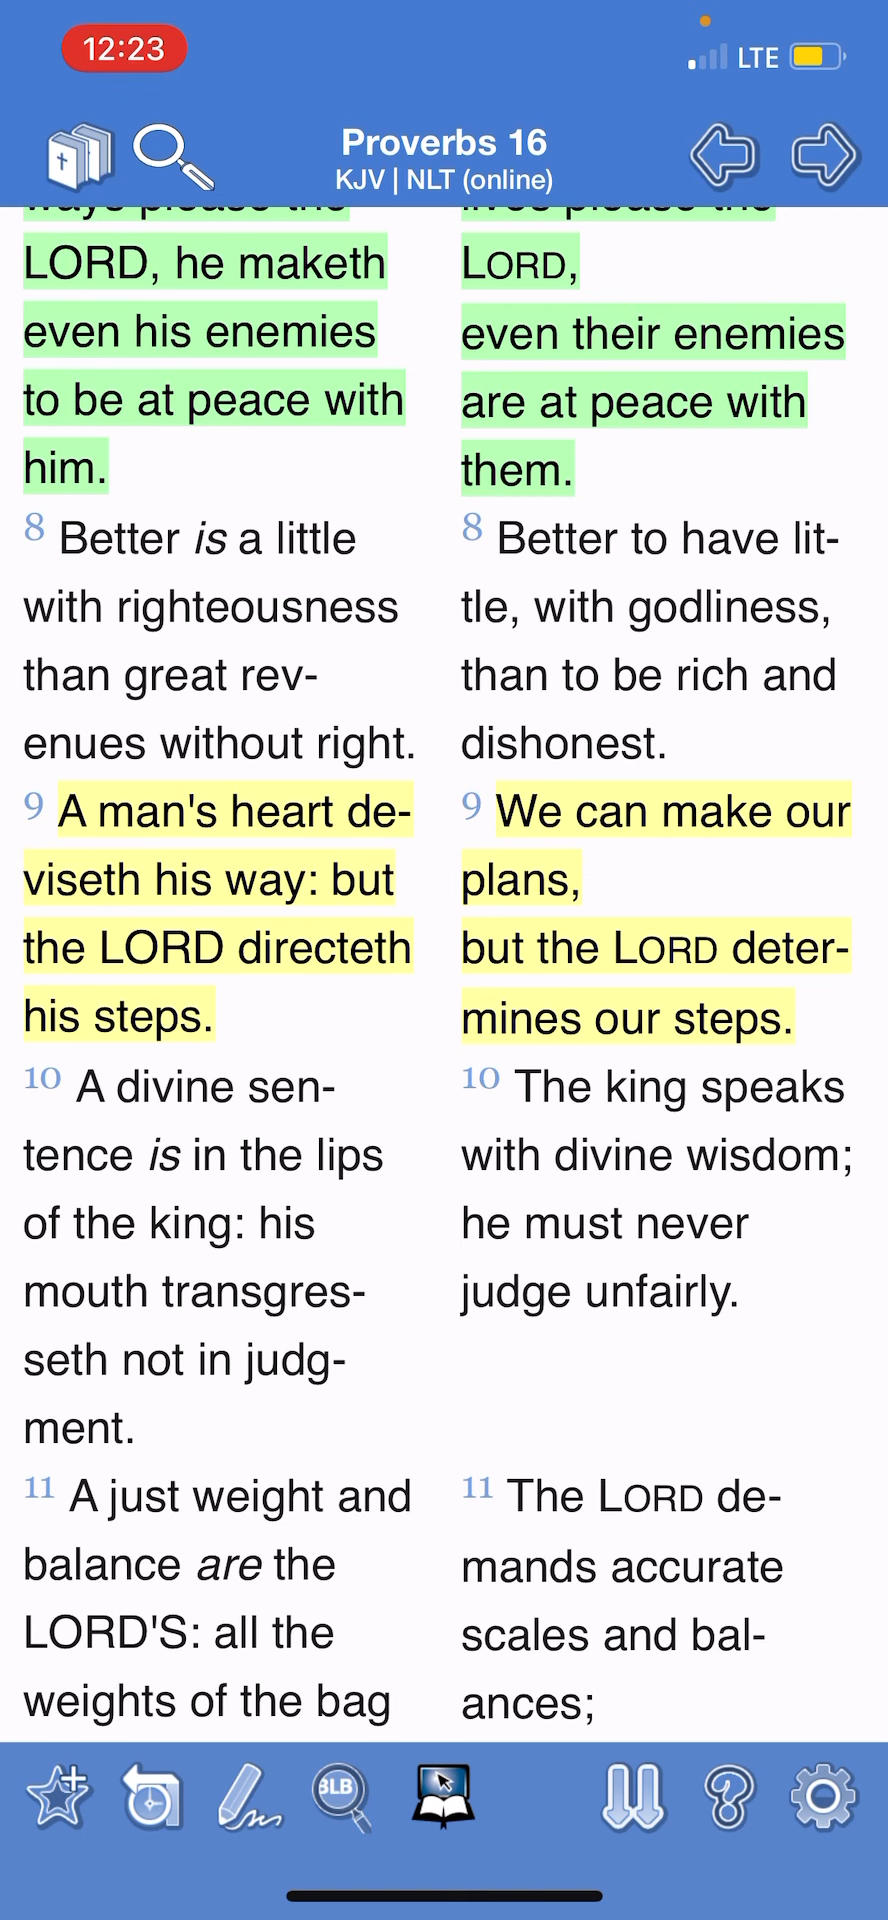 12:23
LTE
Proverbs 16
KJV | NLT (online)
ways please the
LORD, he maketh
even his enemies
to be at peace with
him.
8 Better is a little
with righteousness
than great rev-
enues without right.
9 A man's heart de-
viseth his way: but
the LORD directeth
his steps.
10 A divine sen-
tence is in the lips
of the king: his
mouth transgres-
seth not in judg-
ment.
11 A just weight and
balance are the
LORD'S: all the
weights of the bag
lives please the
LORD,
even their enemies
are at peace with
them.
8 Better to have lit-
tle, with godliness,
than to be rich and
dishonest.
9 We can make our
plans,
but the LORD deter-
mines our steps.
10 The king speaks
with divine wisdom;
he must never
judge unfairly.
11 The LORD de-
mands accurate
scales and bal-
ances;
BLB